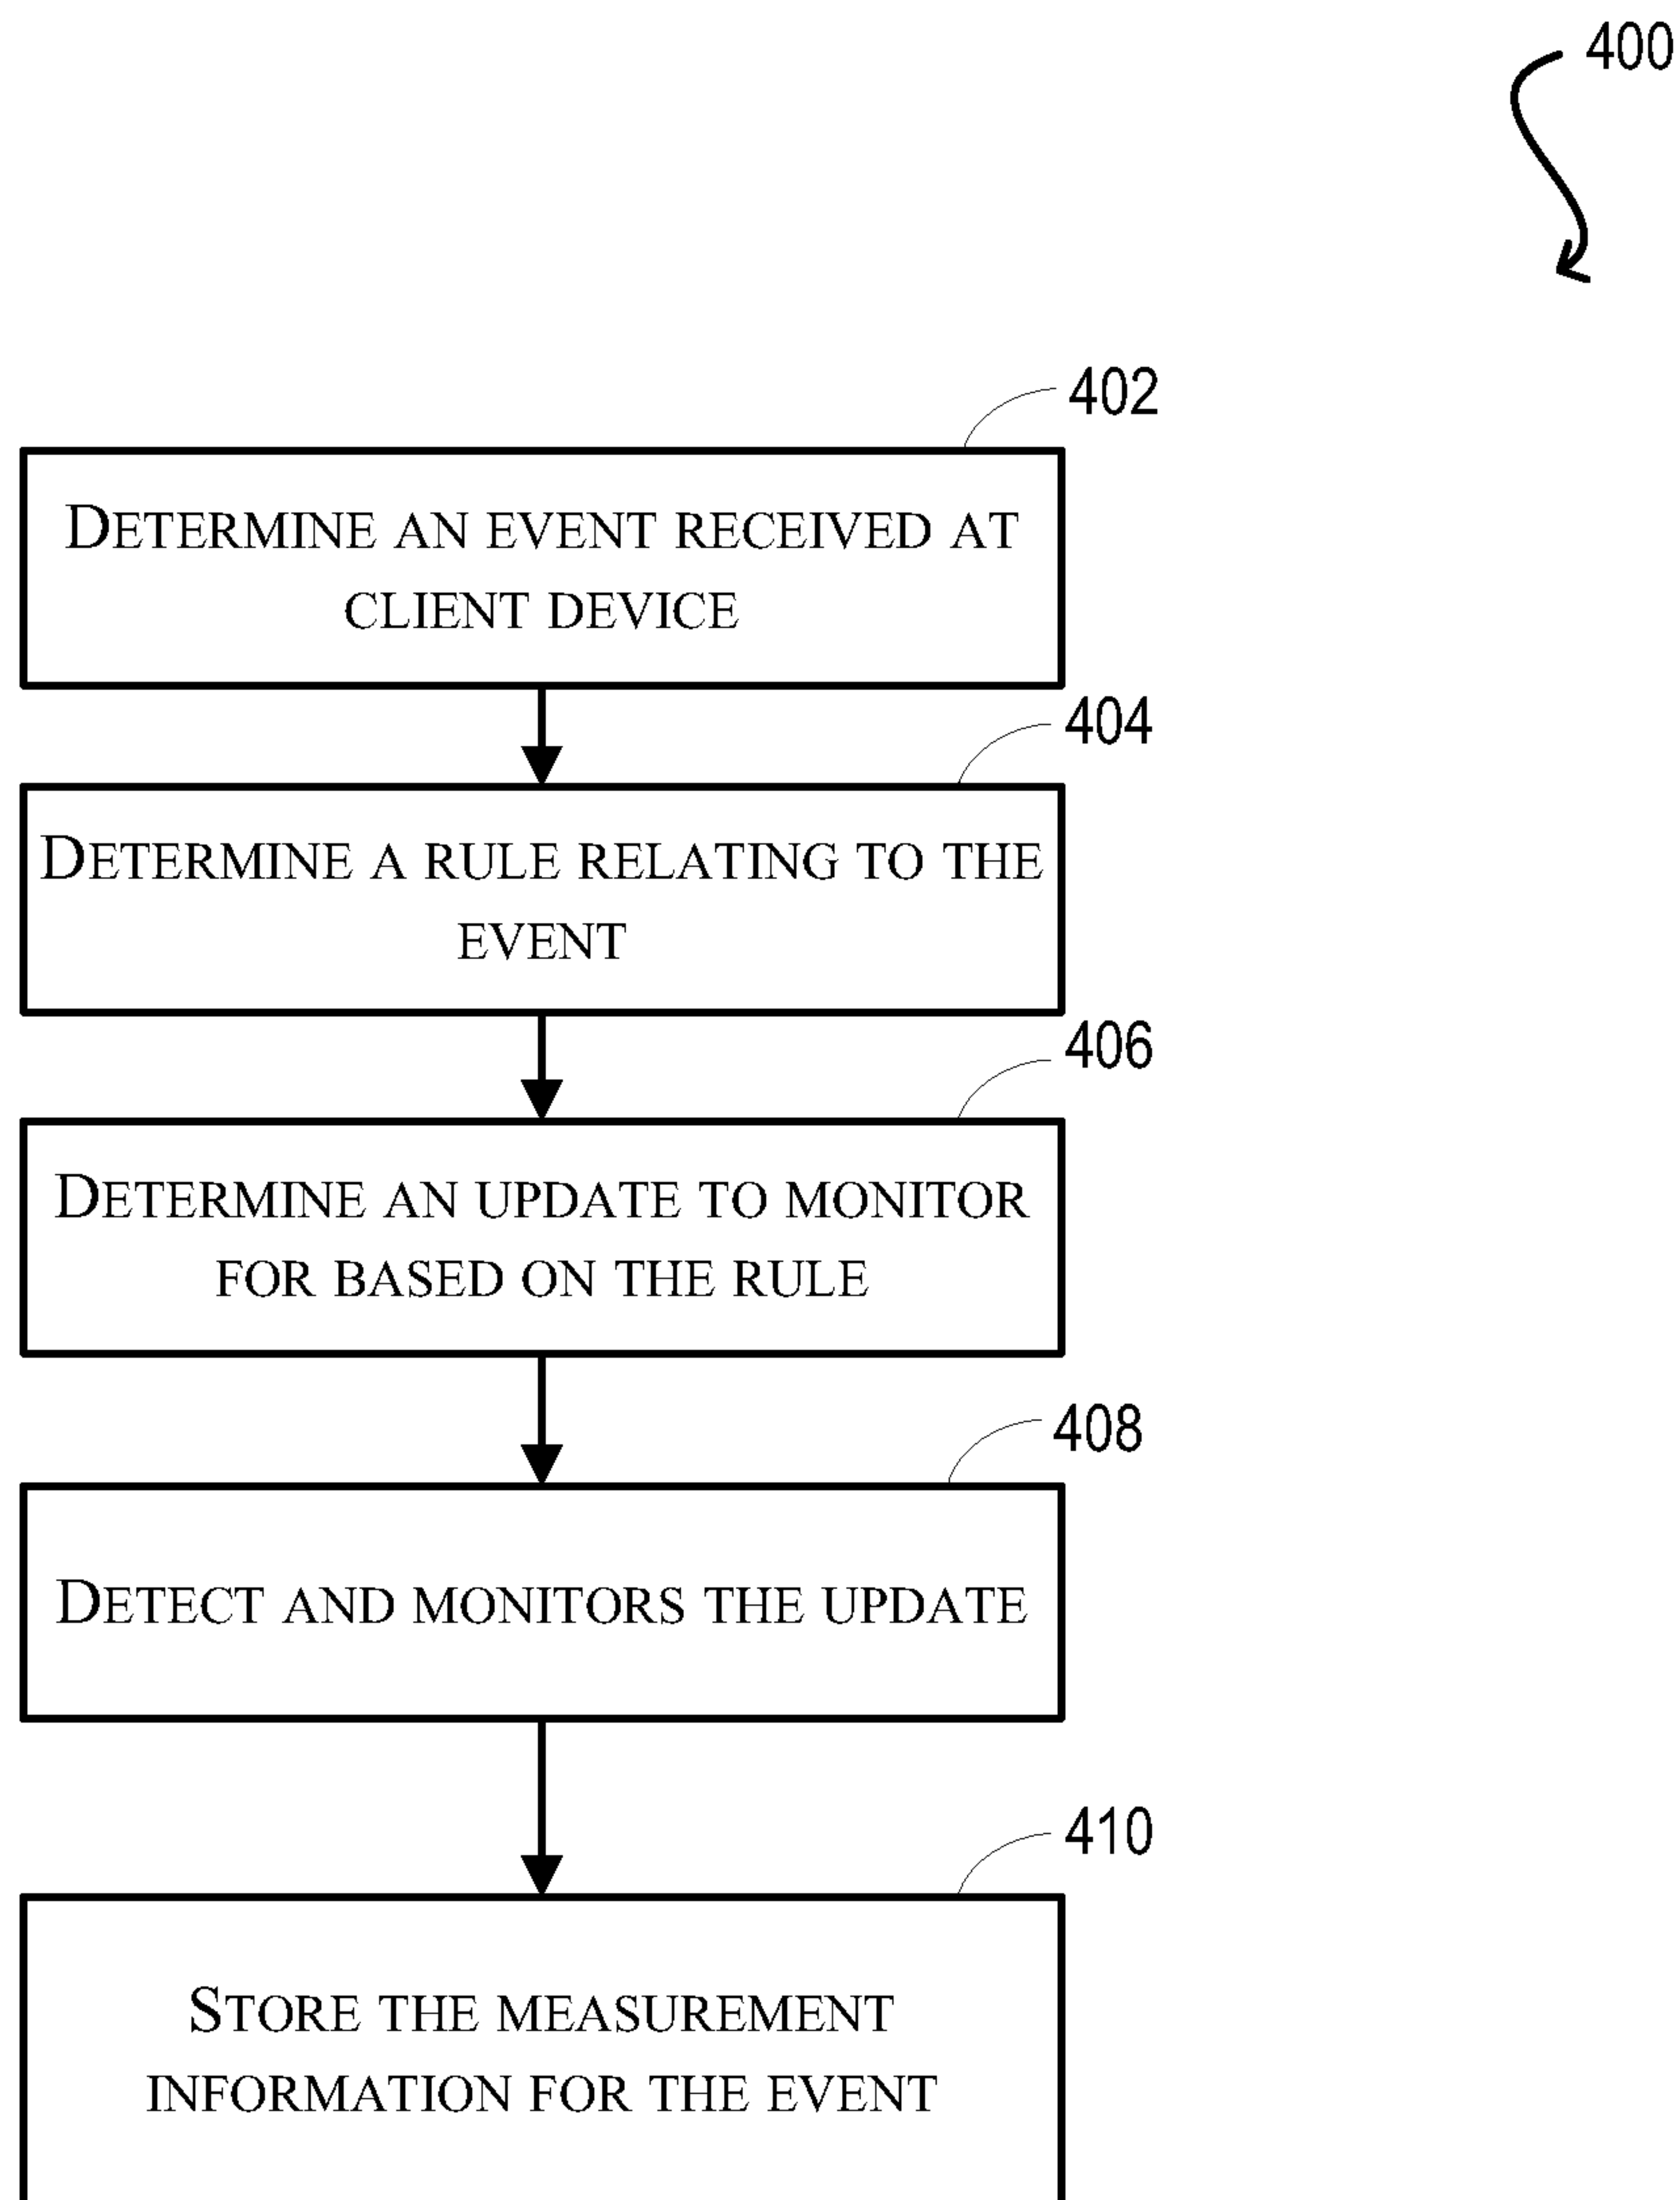 400
402
DETERMINE AN EVENT RECEIVED AT
CLIENT DEVICE
404
DETERMINE A RULE RELATING TO THE
EVENT
406
DETERMINE AN UPDATE TO MONITOR
FOR BASED ON THE RULE
408
DETECT AND MONITORS THE UPDATE
410
STORE THE MEASUREMENT
INFORMATION FOR THE EVENT